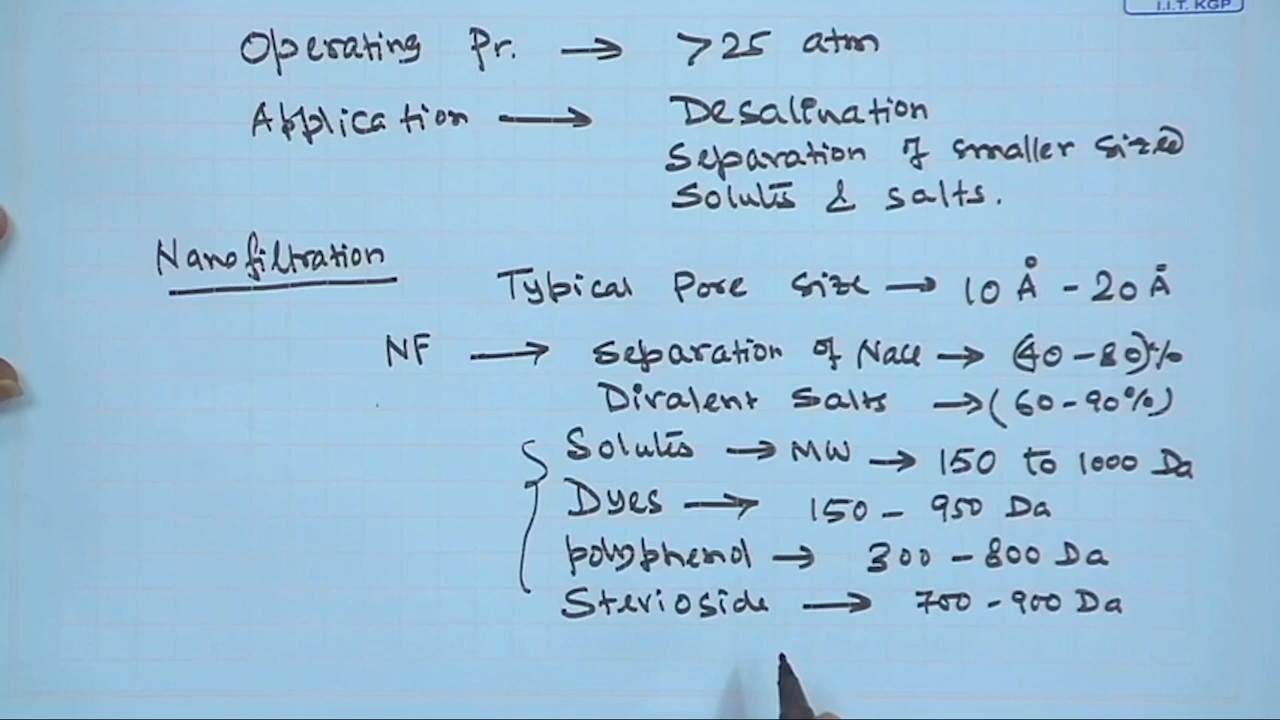 I.I.T. KGP
Operating Pr. → >25 atm
Application → Desalination
Separation of smaller sized
Solutes & salts.
Nanofiltration
Typical Pore size → 10 Å - 20 Å
NF → Separation of NaCl → (40-80)%
Divalent Salts → (60-90%)
Solutes → MW → 150 to 1000 Da
Dyes → 150 - 950 Da
polyphenol → 300 - 800 Da
Stevioside → 700 - 900 Da